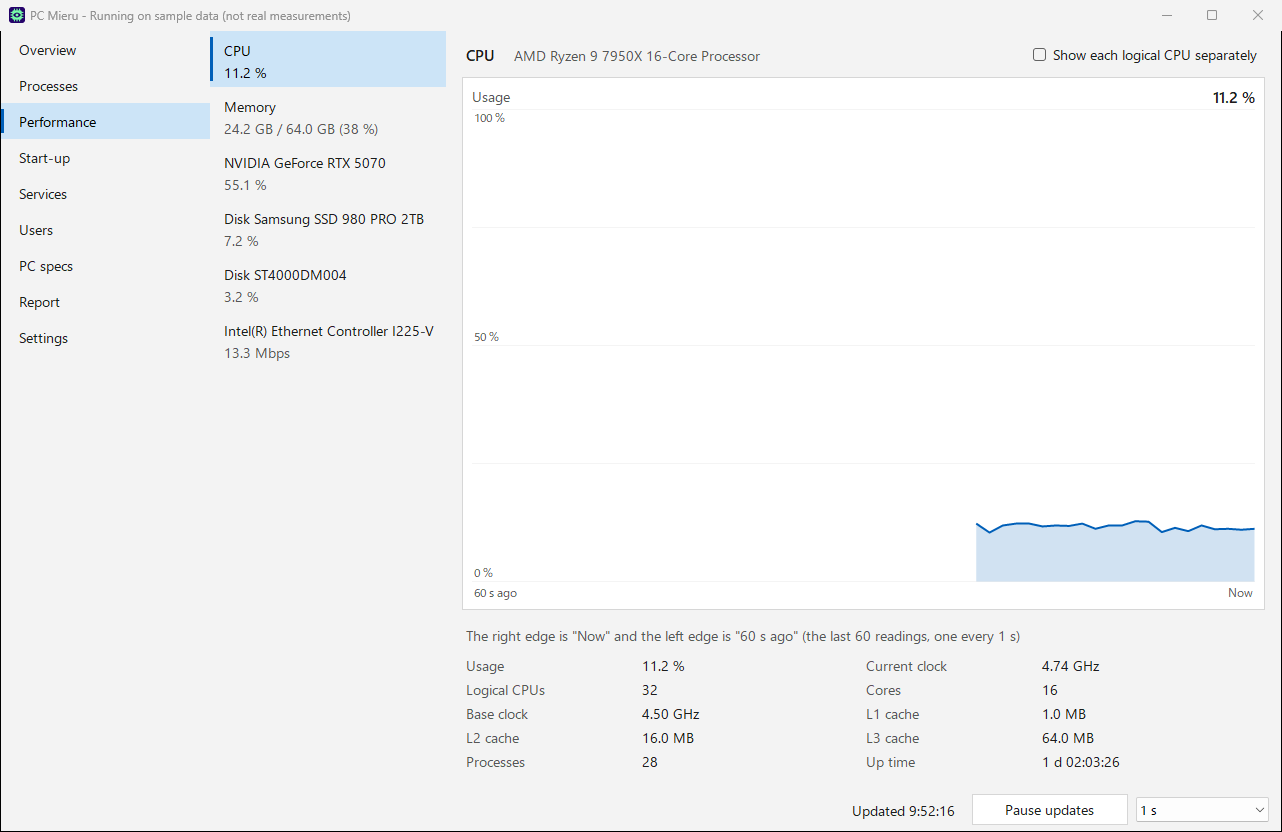 PC Mieru - Running on sample data (not real measurements)
Overview
Processes
Performance
Start-up
Services
Users
PC specs
Report
Settings
CPU
11.2 %
Memory
24.2 GB / 64.0 GB (38 %)
NVIDIA GeForce RTX 5070
55.1 %
Disk Samsung SSD 980 PRO 2TB
7.2 %
Disk ST4000DM004
3.2 %
Intel(R) Ethernet Controller I225-V
13.3 Mbps
CPU AMD Ryzen 9 7950X 16-Core Processor
Show each logical CPU separately
Usage 11.2 %
100 %
50 %
0 %
60 s ago Now
The right edge is "Now" and the left edge is "60 s ago" (the last 60 readings, one every 1 s)
Usage 11.2 % Current clock 4.74 GHz
Logical CPUs 32 Cores 16
Base clock 4.50 GHz L1 cache 1.0 MB
L2 cache 16.0 MB L3 cache 64.0 MB
Processes 28 Up time 1 d 02:03:26
Updated 9:52:16 Pause updates 1 s